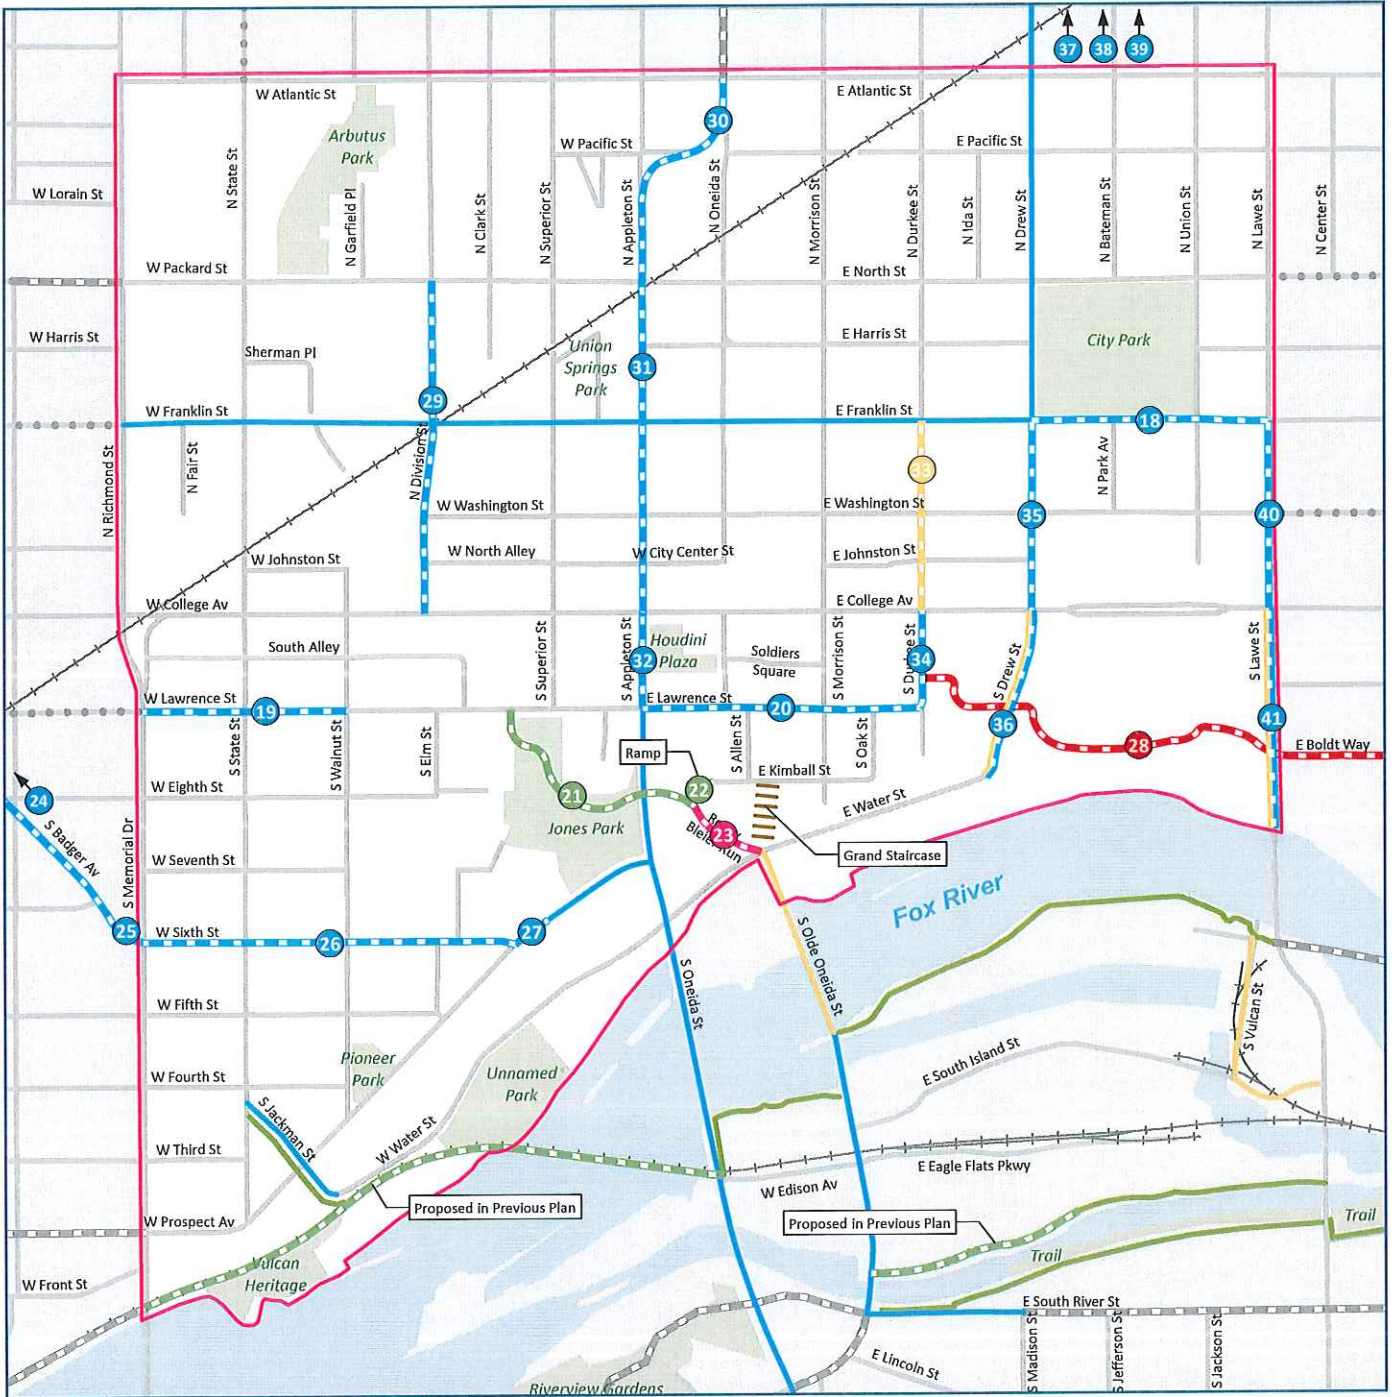 37
38
39
W Atlantic St
E Atlantic St
Arbutus
Park
30
W Pacific St
E Pacific St
N State St
W Lorain St
N Garfield Pl
N Clark St
N Superior St
N Appleton St
N Oneida St
N Morrison St
N Durkee St
N Ida St
N Drew St
N Bateman St
N Union St
N Lawe St
N Center St
W Packard St
E North St
W Harris St
E Harris St
City Park
Sherman Pl
Union
Springs
Park
31
29
W Franklin St
E Franklin St
18
N Richmond St
N Fair St
N Division St
33
N Park Av
W Washington St
E Washington St
35
40
W Johnston St
W North Alley
W City Center St
E Johnston St
W College Av
E College Av
South Alley
S Superior St
S Appleton St
32
Houdini
Plaza
Soldiers
Square
S Morrison St
S Durkee St
34
S Drew St
S Lawe St
W Lawrence St
19
E Lawrence St
20
36
41
28
E Boldt Way
S State St
S Walnut St
S Elm St
Ramp
S Allen St
S Oak St
E Kimball St
24
W Eighth St
21
22
E Water St
S Badger Av
S Memorial Dr
Jones Park
23
Grand Staircase
W Seventh St
Fox River
25
W Sixth St
26
27
S Oneida St
S Olde Oneida St
W Fifth St
S Vulcan St
Pioneer
Park
Unnamed
Park
E South Island St
W Fourth St
S Jackman St
W Third St
W Water St
E Eagle Flats Pkwy
W Edison Av
Proposed in Previous Plan
W Prospect Av
Proposed in Previous Plan
Trail
Trail
Vulcan
Heritage
W Front St
E South River St
S Madison St
S Jefferson St
S Jackson St
E Lincoln St
Riverview Gardens